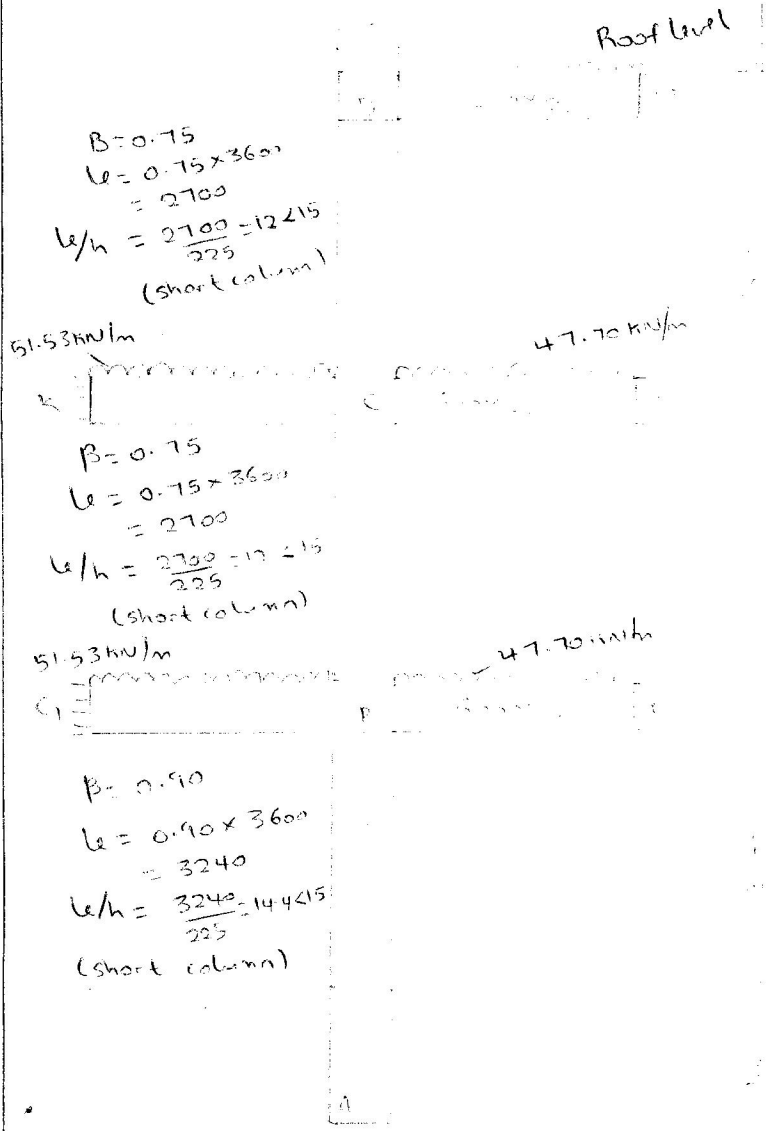 Roof level
B = 0.75
le = 0.75 × 3600
= 2700
le/h = 2700/225 = 12 < 15
(short column)
51.53 KN/m
47.70 KN/m
C
β = 0.75
le = 0.75 × 3600
= 2700
le/h = 2700/225 = 12 < 15
(short column)
51.53 KN/m
47.70 KN/m
β = 0.90
le = 0.90 × 3600
= 3240
le/h = 3240/225 = 14.4 < 15
(short column)
A